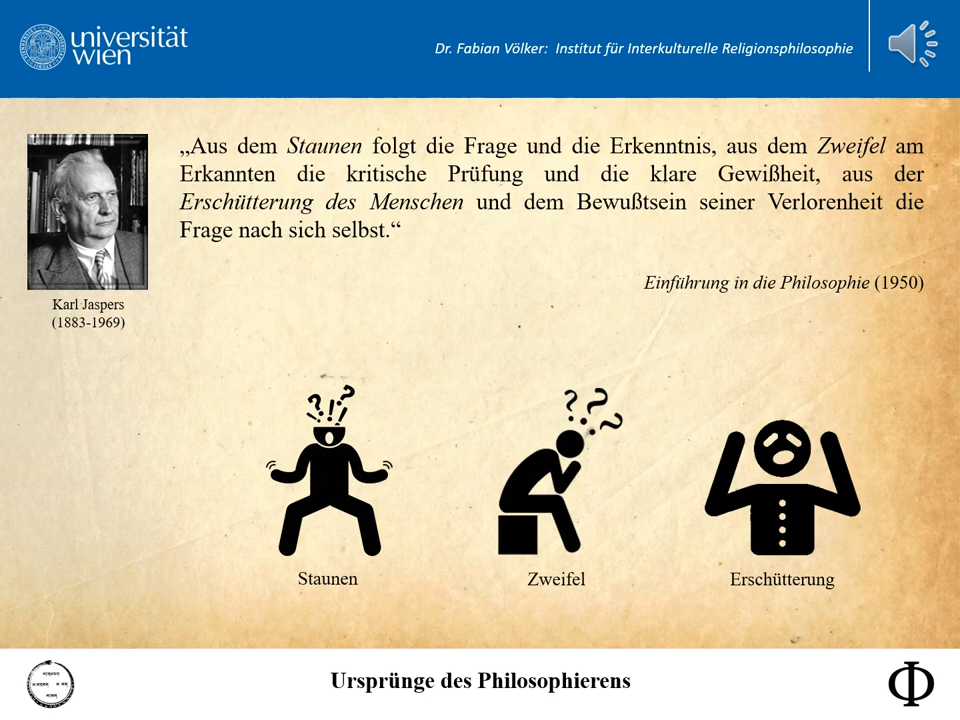 universität
wien
Dr. Fabian Völker: Institut für Interkulturelle Religionsphilosophie
„Aus dem Staunen folgt die Frage und die Erkenntnis, aus dem Zweifel am
Erkannten die kritische Prüfung und die klare Gewißheit, aus der
Erschütterung des Menschen und dem Bewußtsein seiner Verlorenheit die
Frage nach sich selbst.“
Einführung in die Philosophie (1950)
Karl Jaspers
(1883-1969)
Staunen
Zweifel
Erschütterung
Ursprünge des Philosophierens
Φ